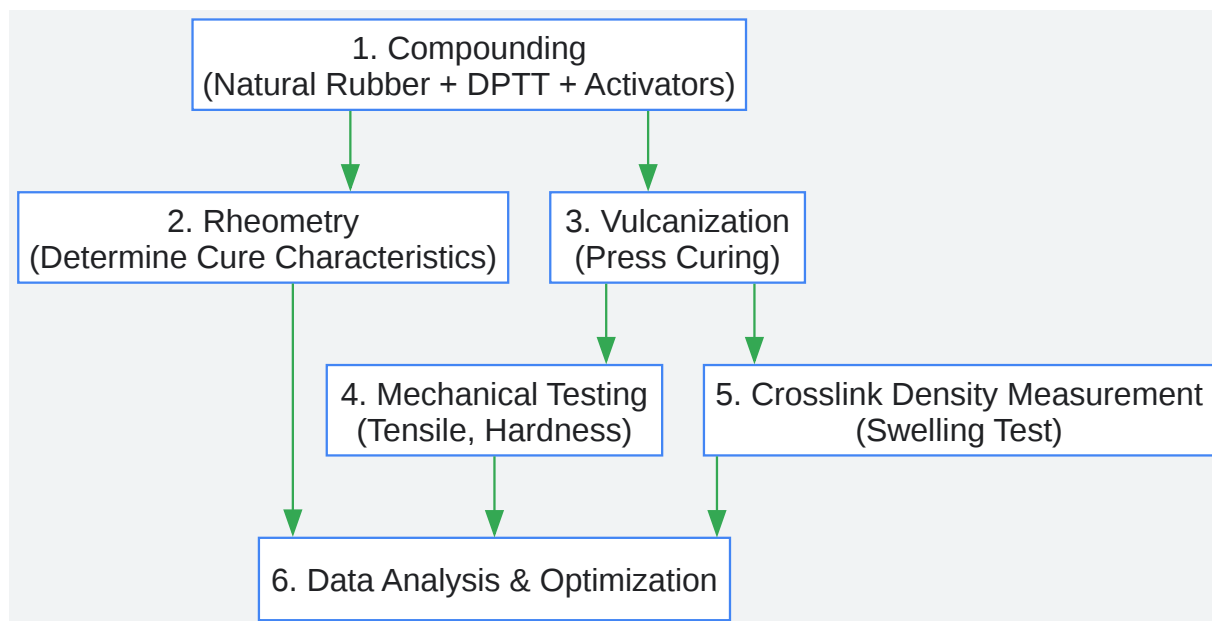 1. Compounding
(Natural Rubber + DPTT + Activators)
2. Rheometry
(Determine Cure Characteristics)
3. Vulcanization
(Press Curing)
4. Mechanical Testing
(Tensile, Hardness)
5. Crosslink Density Measurement
(Swelling Test)
6. Data Analysis & Optimization